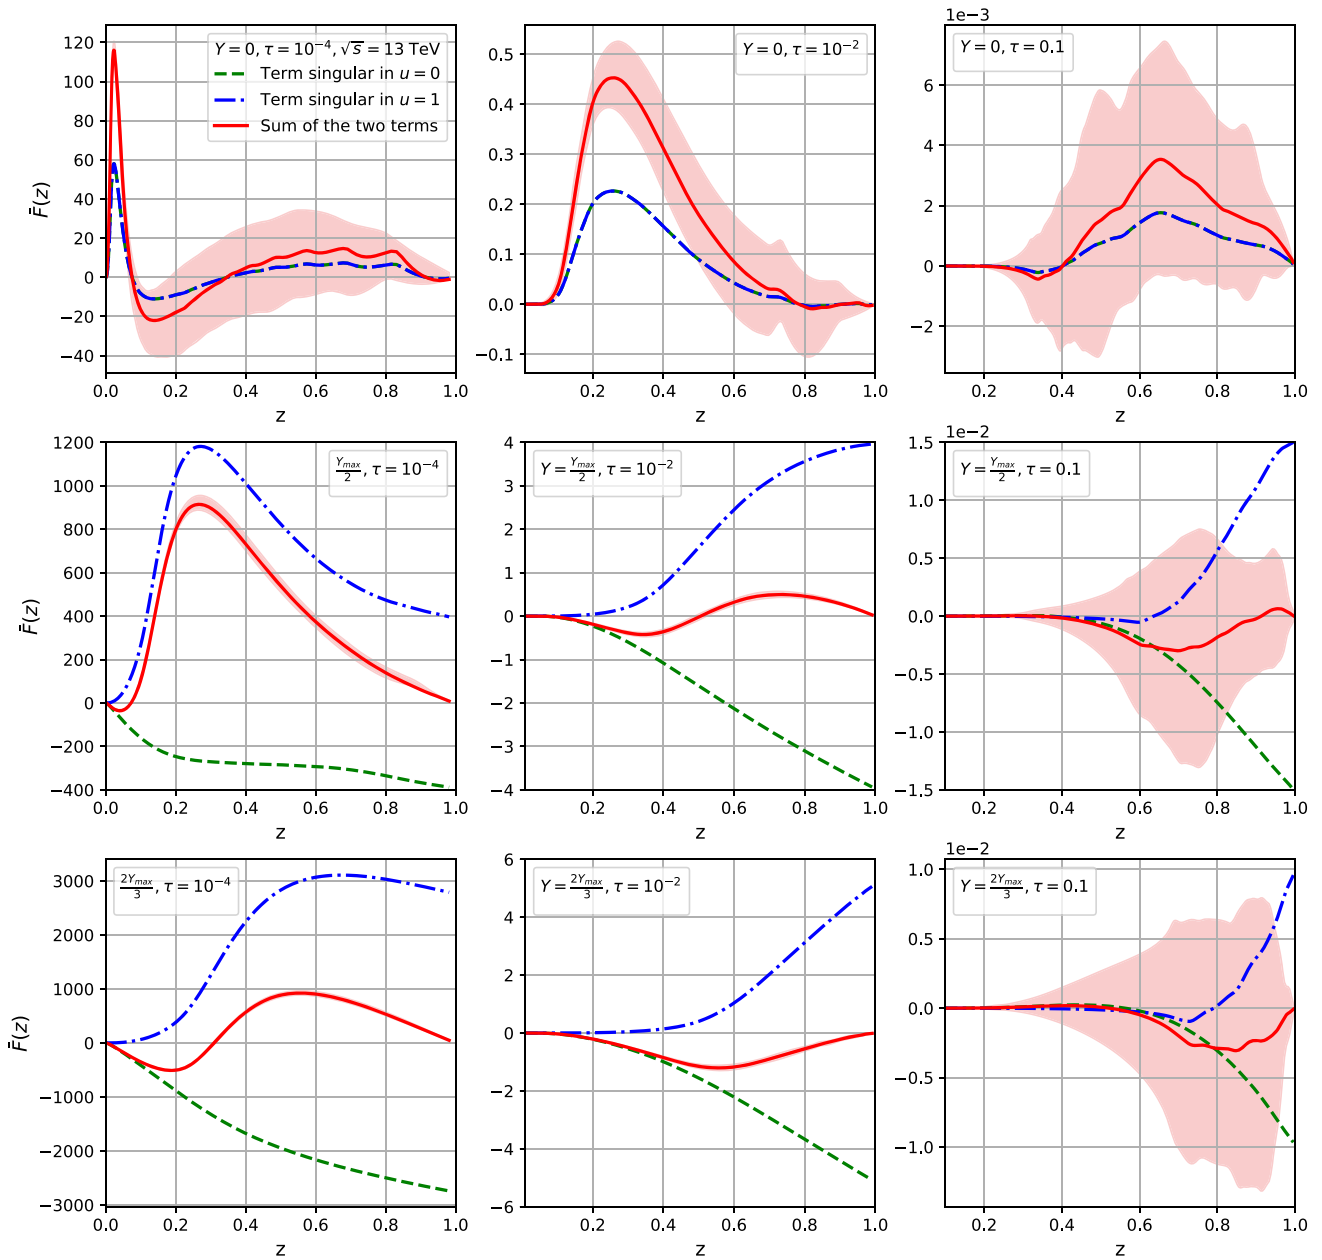 1e−3
Y = 0, τ = 10⁻⁴, √s = 13 TeV
Term singular in u = 0
Term singular in u = 1
Sum of the two terms
Y = 0, τ = 10⁻²
Y = 0, τ = 0.1
120
100
80
60
40
20
0
−20
−40
0.5
0.4
0.3
0.2
0.1
0.0
−0.1
6
4
2
0
−2
F̄(z)
0.0 0.2 0.4 0.6 0.8 1.0
0.2 0.4 0.6 0.8 1.0
0.2 0.4 0.6 0.8 1.0
z
z
z
1e−2
Y_max/2, τ = 10⁻⁴
Y = Y_max/2, τ = 10⁻²
Y = Y_max/2, τ = 0.1
1200
1000
800
600
400
200
0
−200
−400
4
3
2
1
0
−1
−2
−3
−4
1.5
1.0
0.5
0.0
−0.5
−1.0
−1.5
F̄(z)
0.0 0.2 0.4 0.6 0.8 1.0
0.2 0.4 0.6 0.8 1.0
0.2 0.4 0.6 0.8 1.0
z
z
z
1e−2
2Y_max/3, τ = 10⁻⁴
Y = 2Y_max/3, τ = 10⁻²
Y = 2Y_max/3, τ = 0.1
3000
2000
1000
0
−1000
−2000
−3000
6
4
2
0
−2
−4
−6
1.0
0.5
0.0
−0.5
−1.0
F̄(z)
0.0 0.2 0.4 0.6 0.8 1.0
0.2 0.4 0.6 0.8 1.0
0.2 0.4 0.6 0.8 1.0
z
z
z